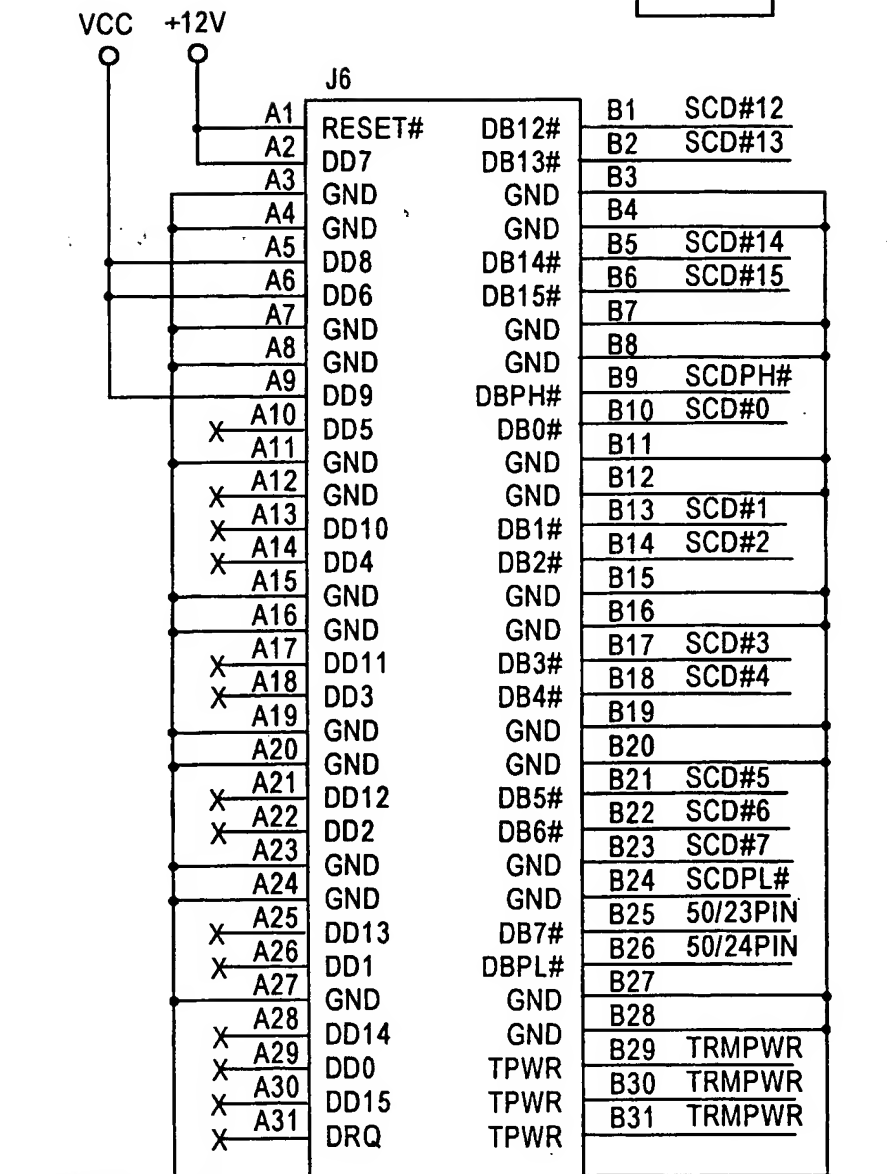 VCC +12V
J6
A1 RESET# DB12# B1 SCD#12
A2 DD7 DB13# B2 SCD#13
A3 GND GND B3
A4 GND GND B4
A5 DD8 DB14# B5 SCD#14
A6 DD6 DB15# B6 SCD#15
A7 GND GND B7
A8 GND GND B8
A9 DD9 DBPH# B9 SCDPH#
A10 DD5 DB0# B10 SCD#0
A11 GND GND B11
A12 GND GND B12
A13 DD10 DB1# B13 SCD#1
A14 DD4 DB2# B14 SCD#2
A15 GND GND B15
A16 GND GND B16
A17 DD11 DB3# B17 SCD#3
A18 DD3 DB4# B18 SCD#4
A19 GND GND B19
A20 GND GND B20
A21 DD12 DB5# B21 SCD#5
A22 DD2 DB6# B22 SCD#6
A23 GND GND B23 SCD#7
A24 GND GND B24 SCDPL#
A25 DD13 DB7# B25 50/23PIN
A26 DD1 DBPL# B26 50/24PIN
A27 GND GND B27
A28 DD14 GND B28
A29 DD0 TPWR B29 TRMPWR
A30 DD15 TPWR B30 TRMPWR
A31 DRQ TPWR B31 TRMPWR